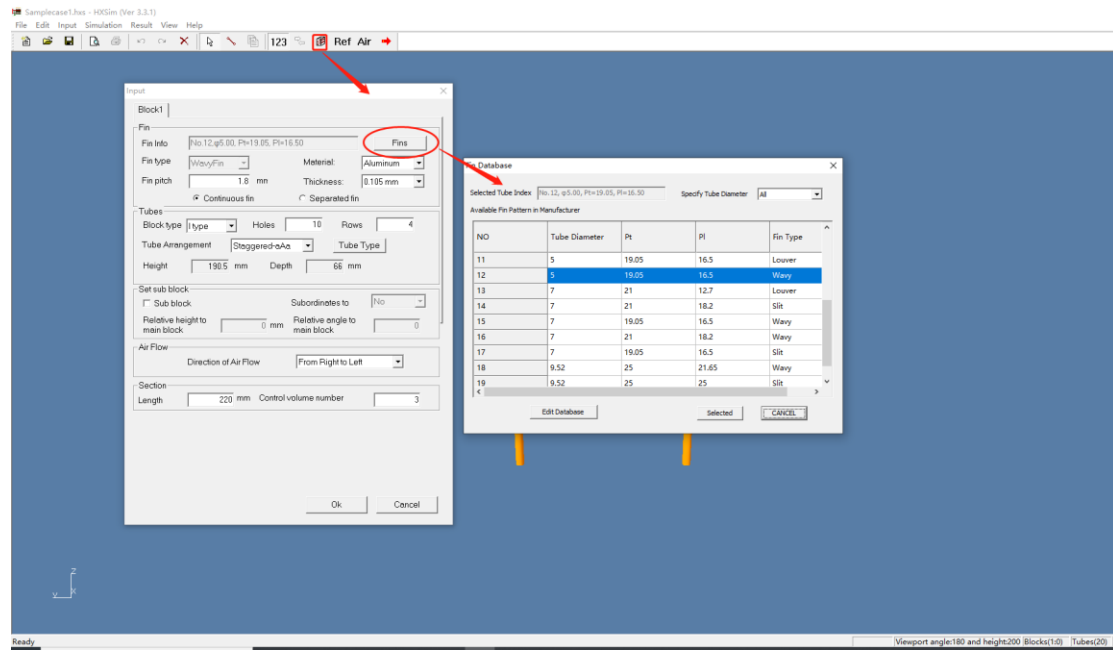 Samplecase1.hxs - HXSim (Ver 3.3.1)
File Edit Input Simulation Result View Help
123 Ref Air
Input
Block1
Fin
Fin Info No.12,φ5.00, Pt=19.05, Pl=16.50 Fins
Fin type WavyFin Material: Aluminum
Fin pitch 1.8 mm Thickness: 0.105 mm
Continuous fin Separated fin
Tubes
Block type I type Holes 10 Rows 4
Tube Arrangement Staggered-aAa Tube Type
Height 190.5 mm Depth 66 mm
Set sub block
Sub block Subordinates to No
Relative height to main block 0 mm Relative angle to main block 0
Air Flow
Direction of Air Flow From Right to Left
Section
Length 220 mm Control volume number 3
Ok Cancel
Fin Database
Selected Tube Index No. 12, φ5.00, Pt=19.05, Pl=16.50 Specify Tube Diameter All
Available Fin Pattern in Manufacturer
NO Tube Diameter Pt Pl Fin Type
11 5 19.05 16.5 Louver
12 5 19.05 16.5 Wavy
13 7 21 12.7 Louver
14 7 21 18.2 Slit
15 7 19.05 16.5 Wavy
16 7 21 18.2 Wavy
17 7 19.05 16.5 Slit
18 9.52 25 21.65 Wavy
19 9.52 25 25 Slit
Edit Database Selected CANCEL
Z
Y X
Ready Viewport angle:180 and height:200 Blocks(1:0) Tubes(20)